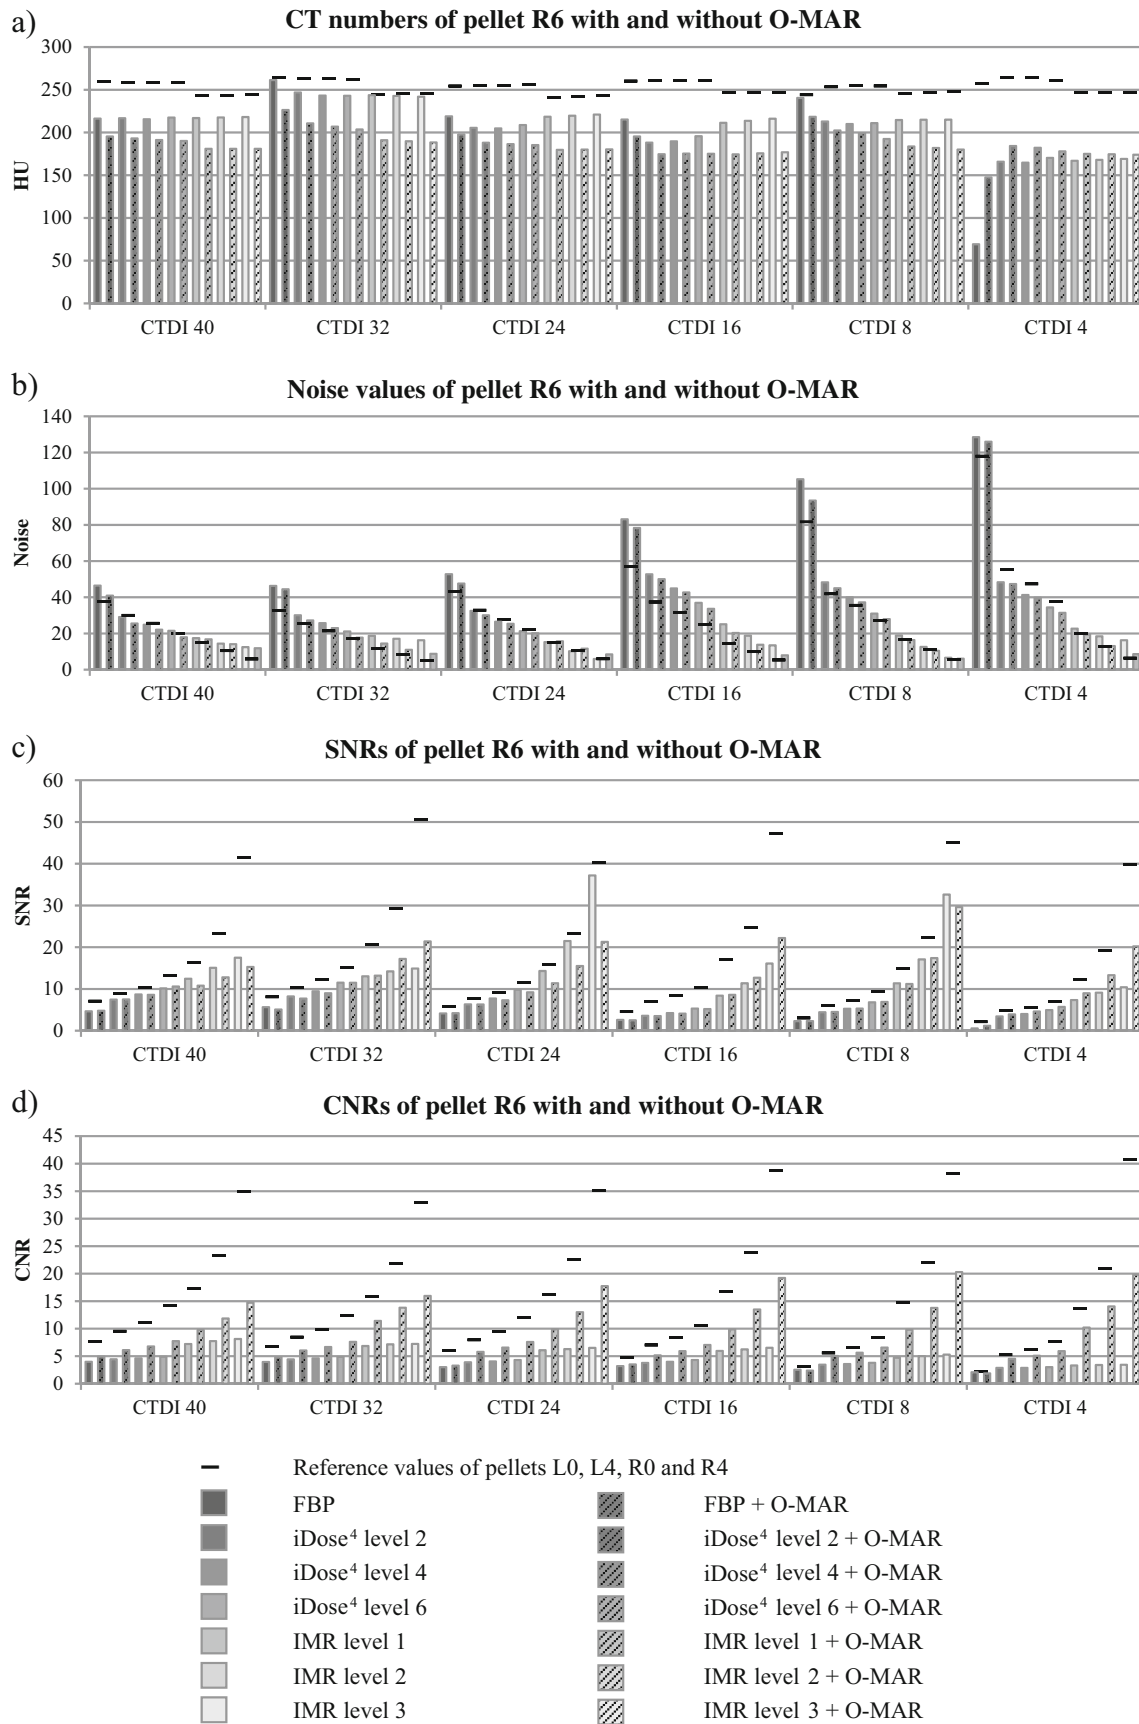 a)
CT numbers of pellet R6 with and without O-MAR
300
250
200
150
100
50
0
HU
CTDI 40 CTDI 32 CTDI 24 CTDI 16 CTDI 8 CTDI 4
b)
Noise values of pellet R6 with and without O-MAR
140
120
100
80
60
40
20
0
Noise
CTDI 40 CTDI 32 CTDI 24 CTDI 16 CTDI 8 CTDI 4
c)
SNRs of pellet R6 with and without O-MAR
60
50
40
30
20
10
0
SNR
CTDI 40 CTDI 32 CTDI 24 CTDI 16 CTDI 8 CTDI 4
d)
CNRs of pellet R6 with and without O-MAR
45
40
35
30
25
20
15
10
5
0
CNR
CTDI 40 CTDI 32 CTDI 24 CTDI 16 CTDI 8 CTDI 4
Reference values of pellets L0, L4, R0 and R4
FBP FBP + O-MAR
iDose⁴ level 2 iDose⁴ level 2 + O-MAR
iDose⁴ level 4 iDose⁴ level 4 + O-MAR
iDose⁴ level 6 iDose⁴ level 6 + O-MAR
IMR level 1 IMR level 1 + O-MAR
IMR level 2 IMR level 2 + O-MAR
IMR level 3 IMR level 3 + O-MAR